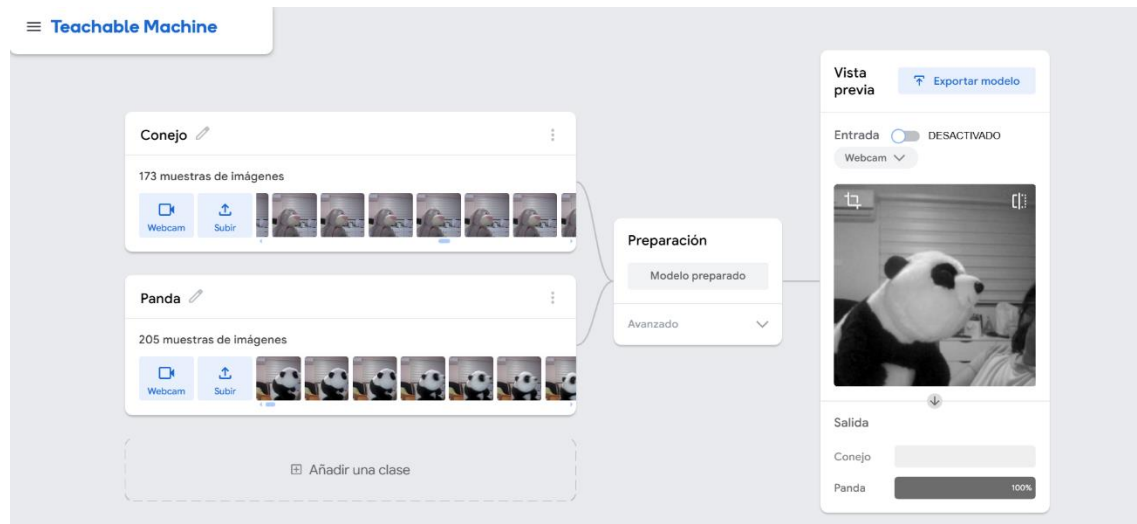 Teachable Machine
Conejo
173 muestras de imágenes
Webcam
Subir
Panda
205 muestras de imágenes
Webcam
Subir
Añadir una clase
Preparación
Modelo preparado
Avanzado
Vista
previa
Exportar modelo
Entrada
DESACTIVADO
Webcam
Salida
Conejo
Panda
100%